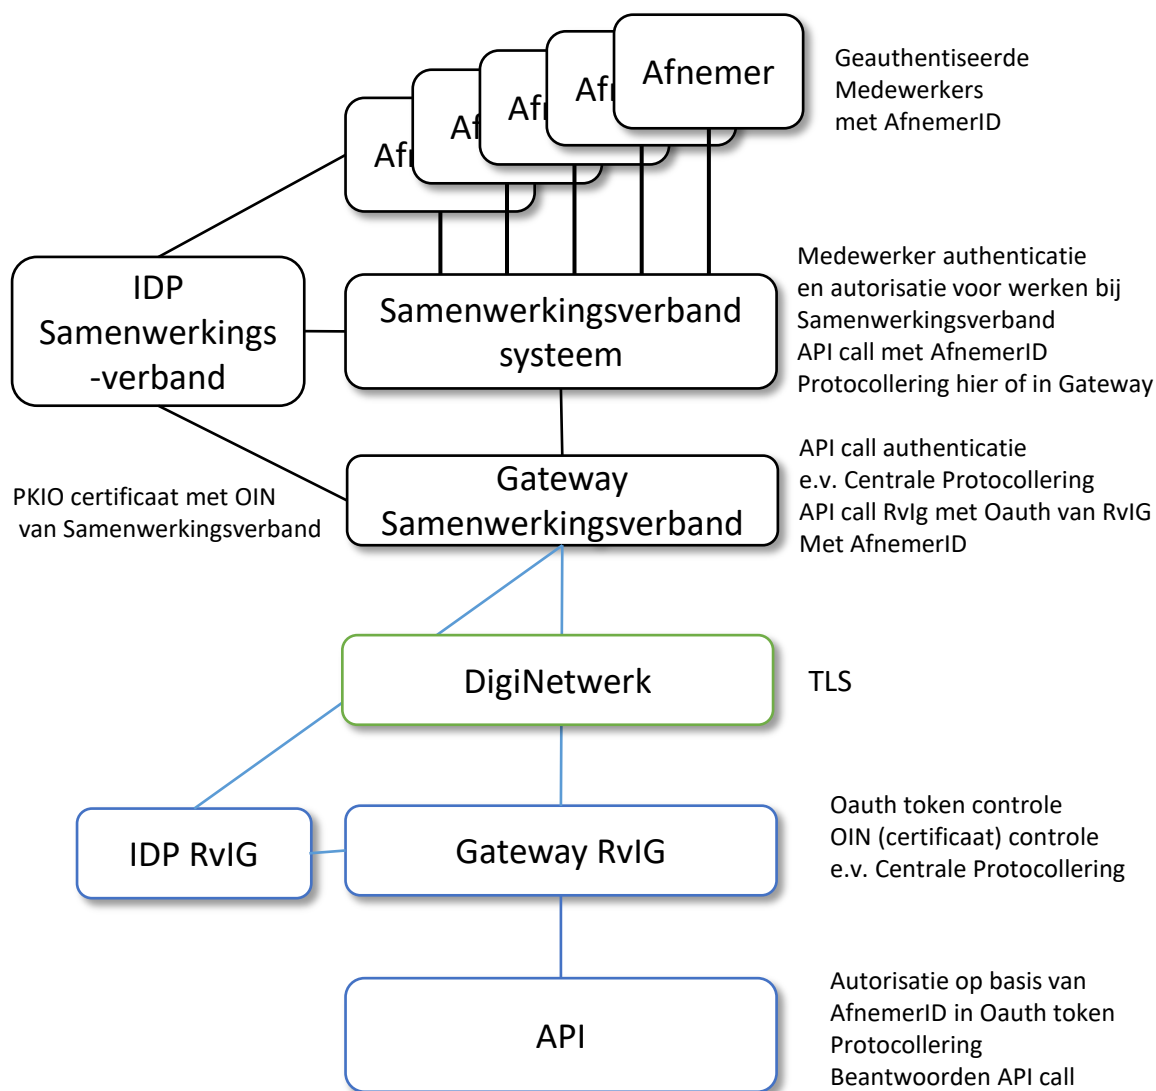 Afnemer
Af
Af
Af
Af
Geauthentiseerde
Medewerkers
met AfnemerID
IDP
Samenwerkings
-verband
Samenwerkingsverband
systeem
Medewerker authenticatie
en autorisatie voor werken bij
Samenwerkingsverband
API call met AfnemerID
Protocollering hier of in Gateway
PKIO certificaat met OIN
van Samenwerkingsverband
Gateway
Samenwerkingsverband
API call authenticatie
e.v. Centrale Protocollering
API call RvIg met Oauth van RvIG
Met AfnemerID
DigiNetwerk
TLS
IDP RvIG
Gateway RvIG
Oauth token controle
OIN (certificaat) controle
e.v. Centrale Protocollering
API
Autorisatie op basis van
AfnemerID in Oauth token
Protocollering
Beantwoorden API call